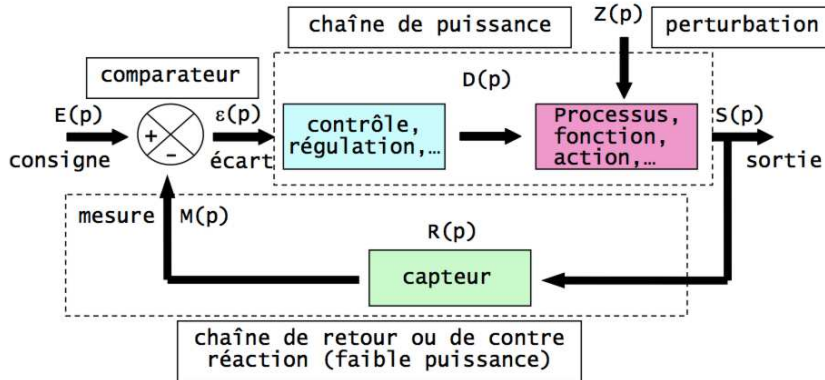 chaîne de puissance
Z(p)
perturbation
comparateur
D(p)
E(p)
ε(p)
S(p)
+
-
contrôle,
régulation,…
Processus,
fonction,
action,…
consigne
écart
sortie
mesure
M(p)
R(p)
capteur
chaîne de retour ou de contre
réaction (faible puissance)